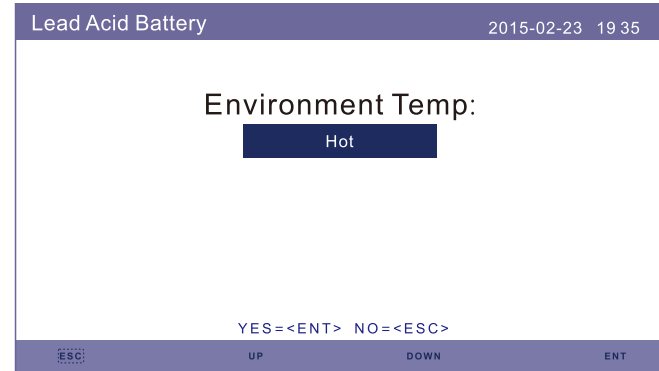 Lead Acid Battery 2015-02-23 19 35
Environment Temp:
Hot
YES=<ENT> NO=<ESC>
ESC UP DOWN ENT